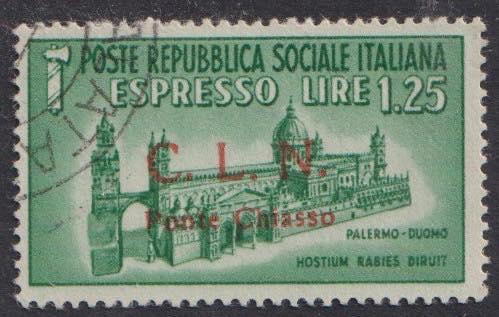 POSTE REPUBBLICA SOCIALE ITALIANA
ESPRESSO LIRE 1.25
C. L. N.
Ponte Chiasso
PALERMO-DUOMO
HOSTIUM RABIES DIRUIT